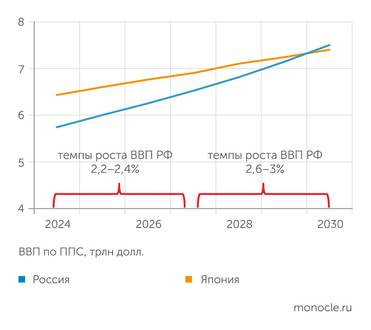 8
7
6
5
4
темпы роста ВВП РФ
2,2–2,4%
темпы роста ВВП РФ
2,6–3%
2024
2026
2028
2030
ВВП по ППС, трлн долл.
Россия
Япония
monocle.ru